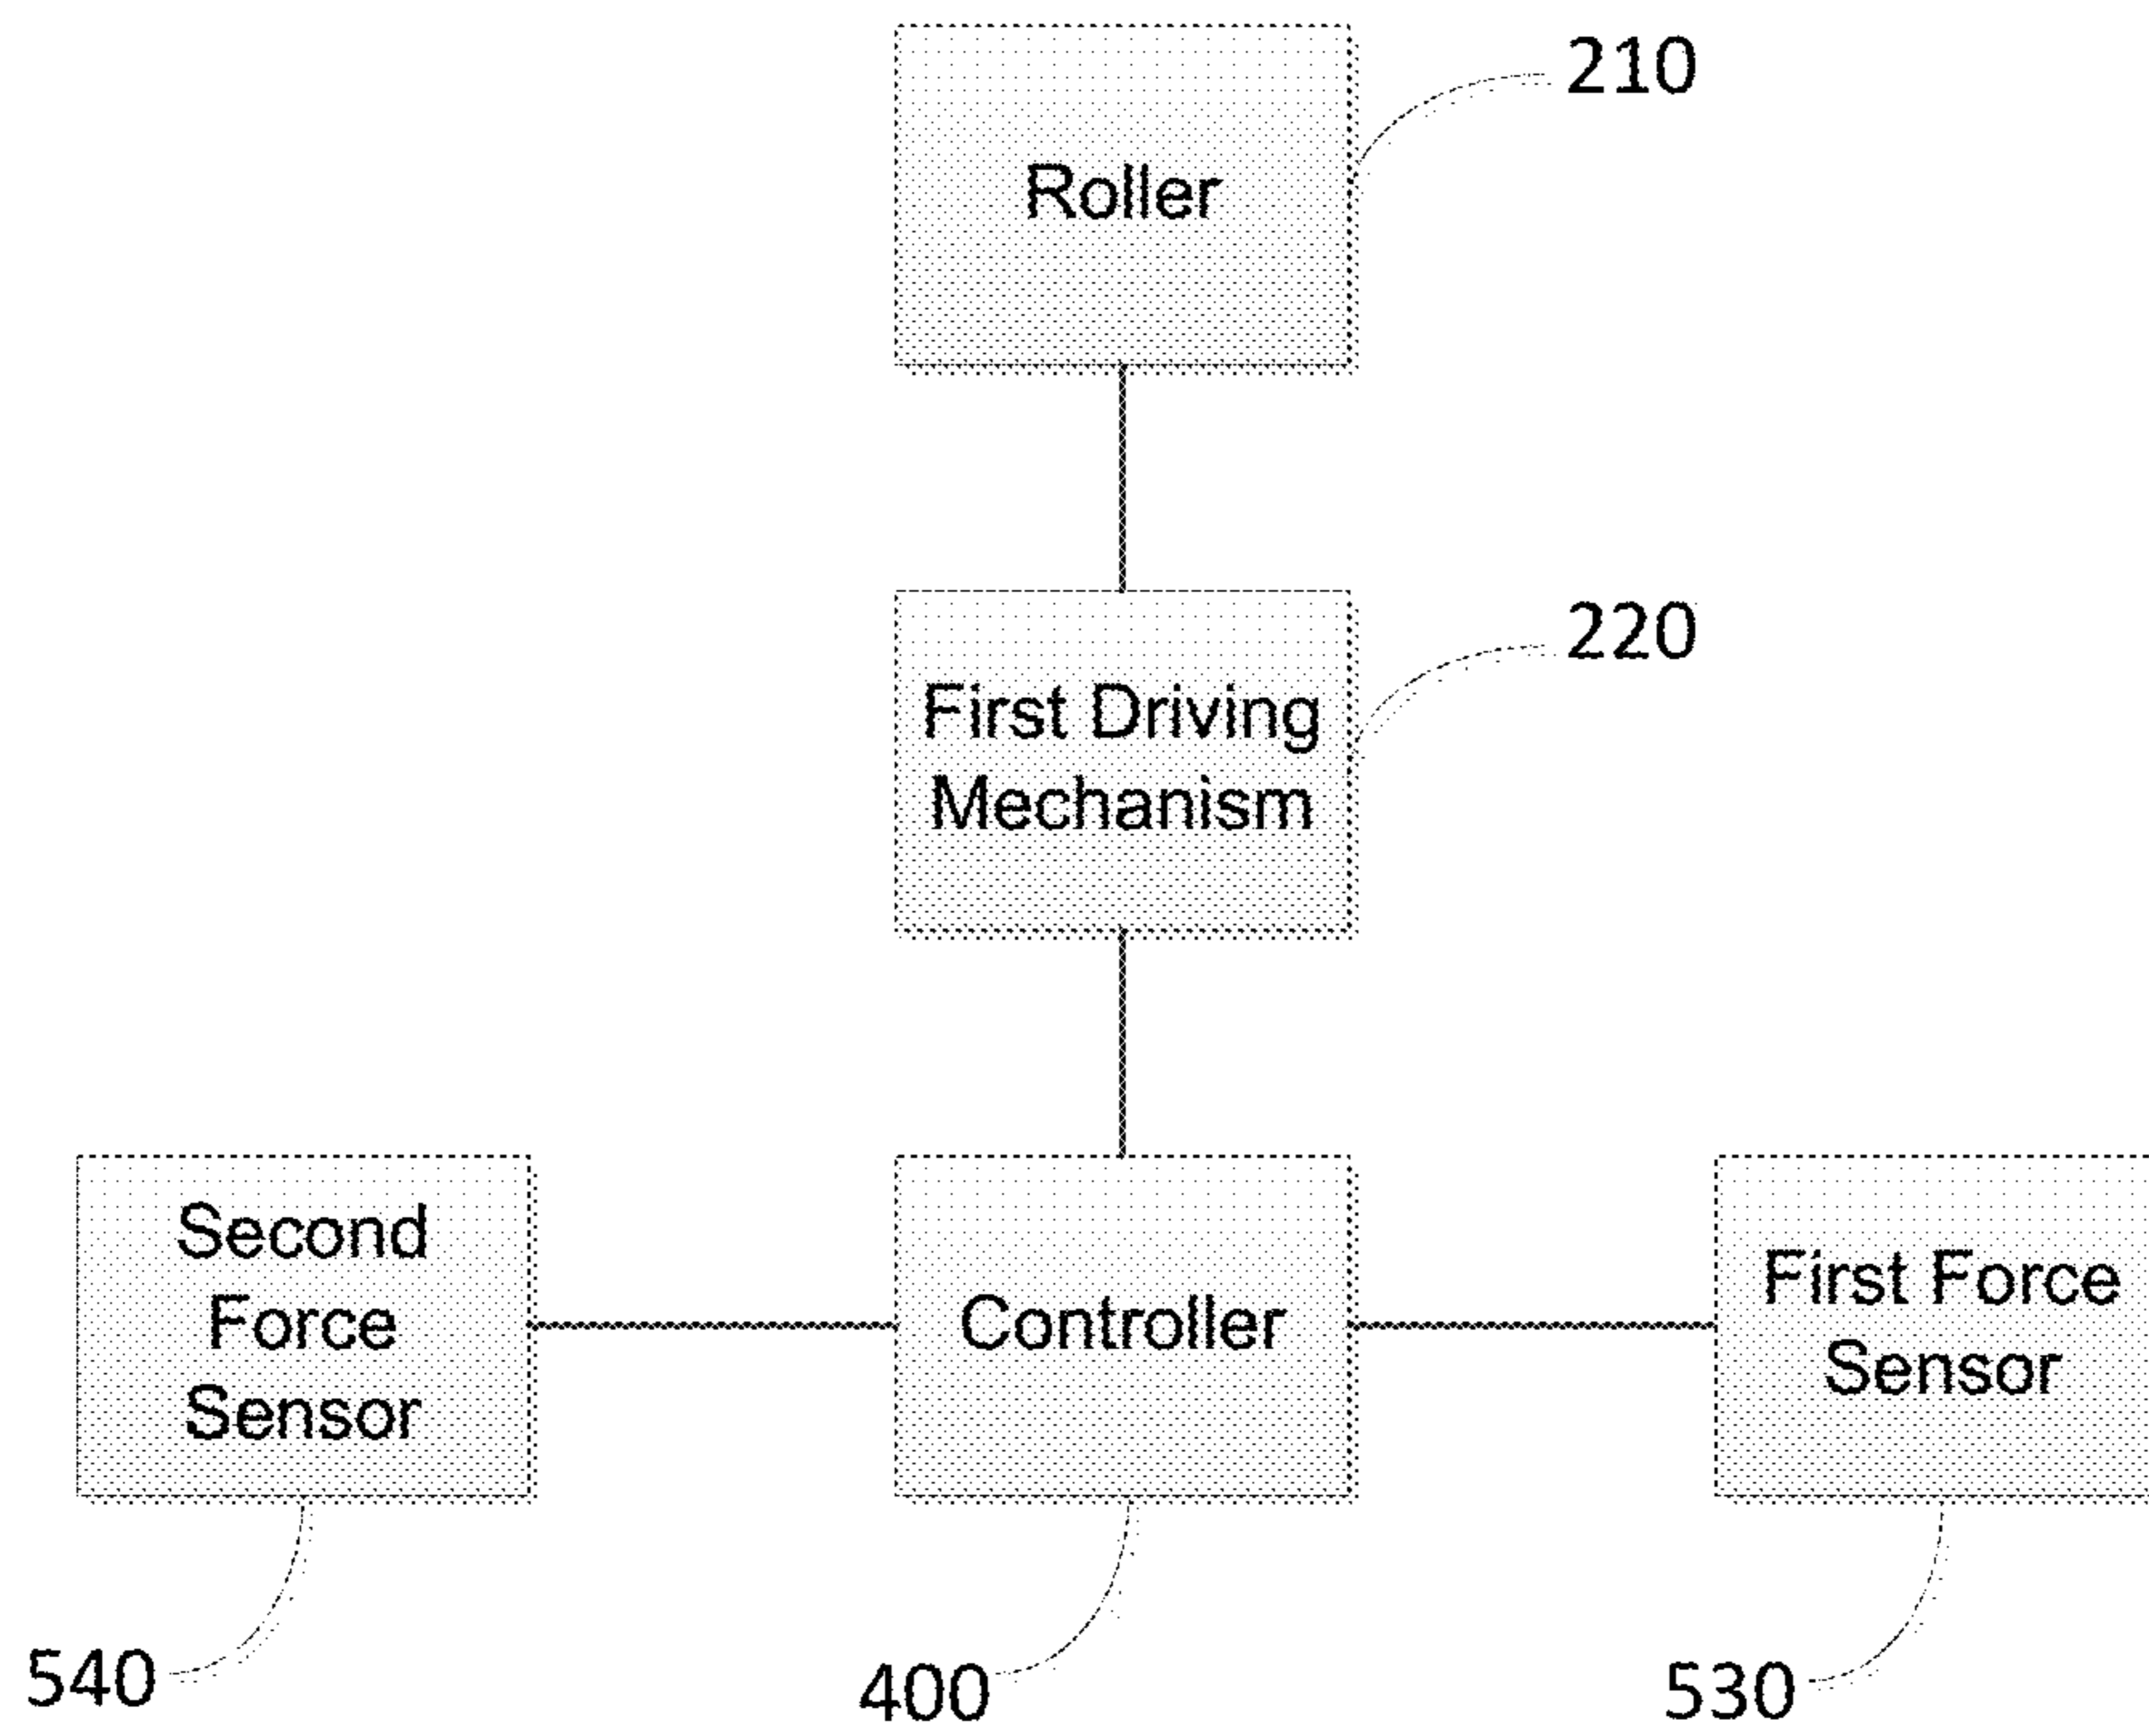 210
Roller
220
First Driving
Mechanism
Second
Force
Sensor
Controller
First Force
Sensor
540
400
530